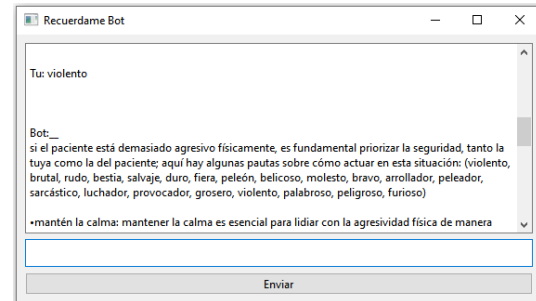 Recuerdame Bot
Tu: violento
Bot:__
si el paciente está demasiado agresivo físicamente, es fundamental priorizar la seguridad, tanto la
tuya como la del paciente; aquí hay algunas pautas sobre cómo actuar en esta situación: (violento,
brutal, rudo, bestia, salvaje, duro, fiera, peleón, belicoso, molesto, bravo, arrollador, peleador,
sarcástico, luchador, provocador, grosero, violento, palabroso, peligroso, furioso)
•mantén la calma: mantener la calma es esencial para lidiar con la agresividad física de manera
Enviar